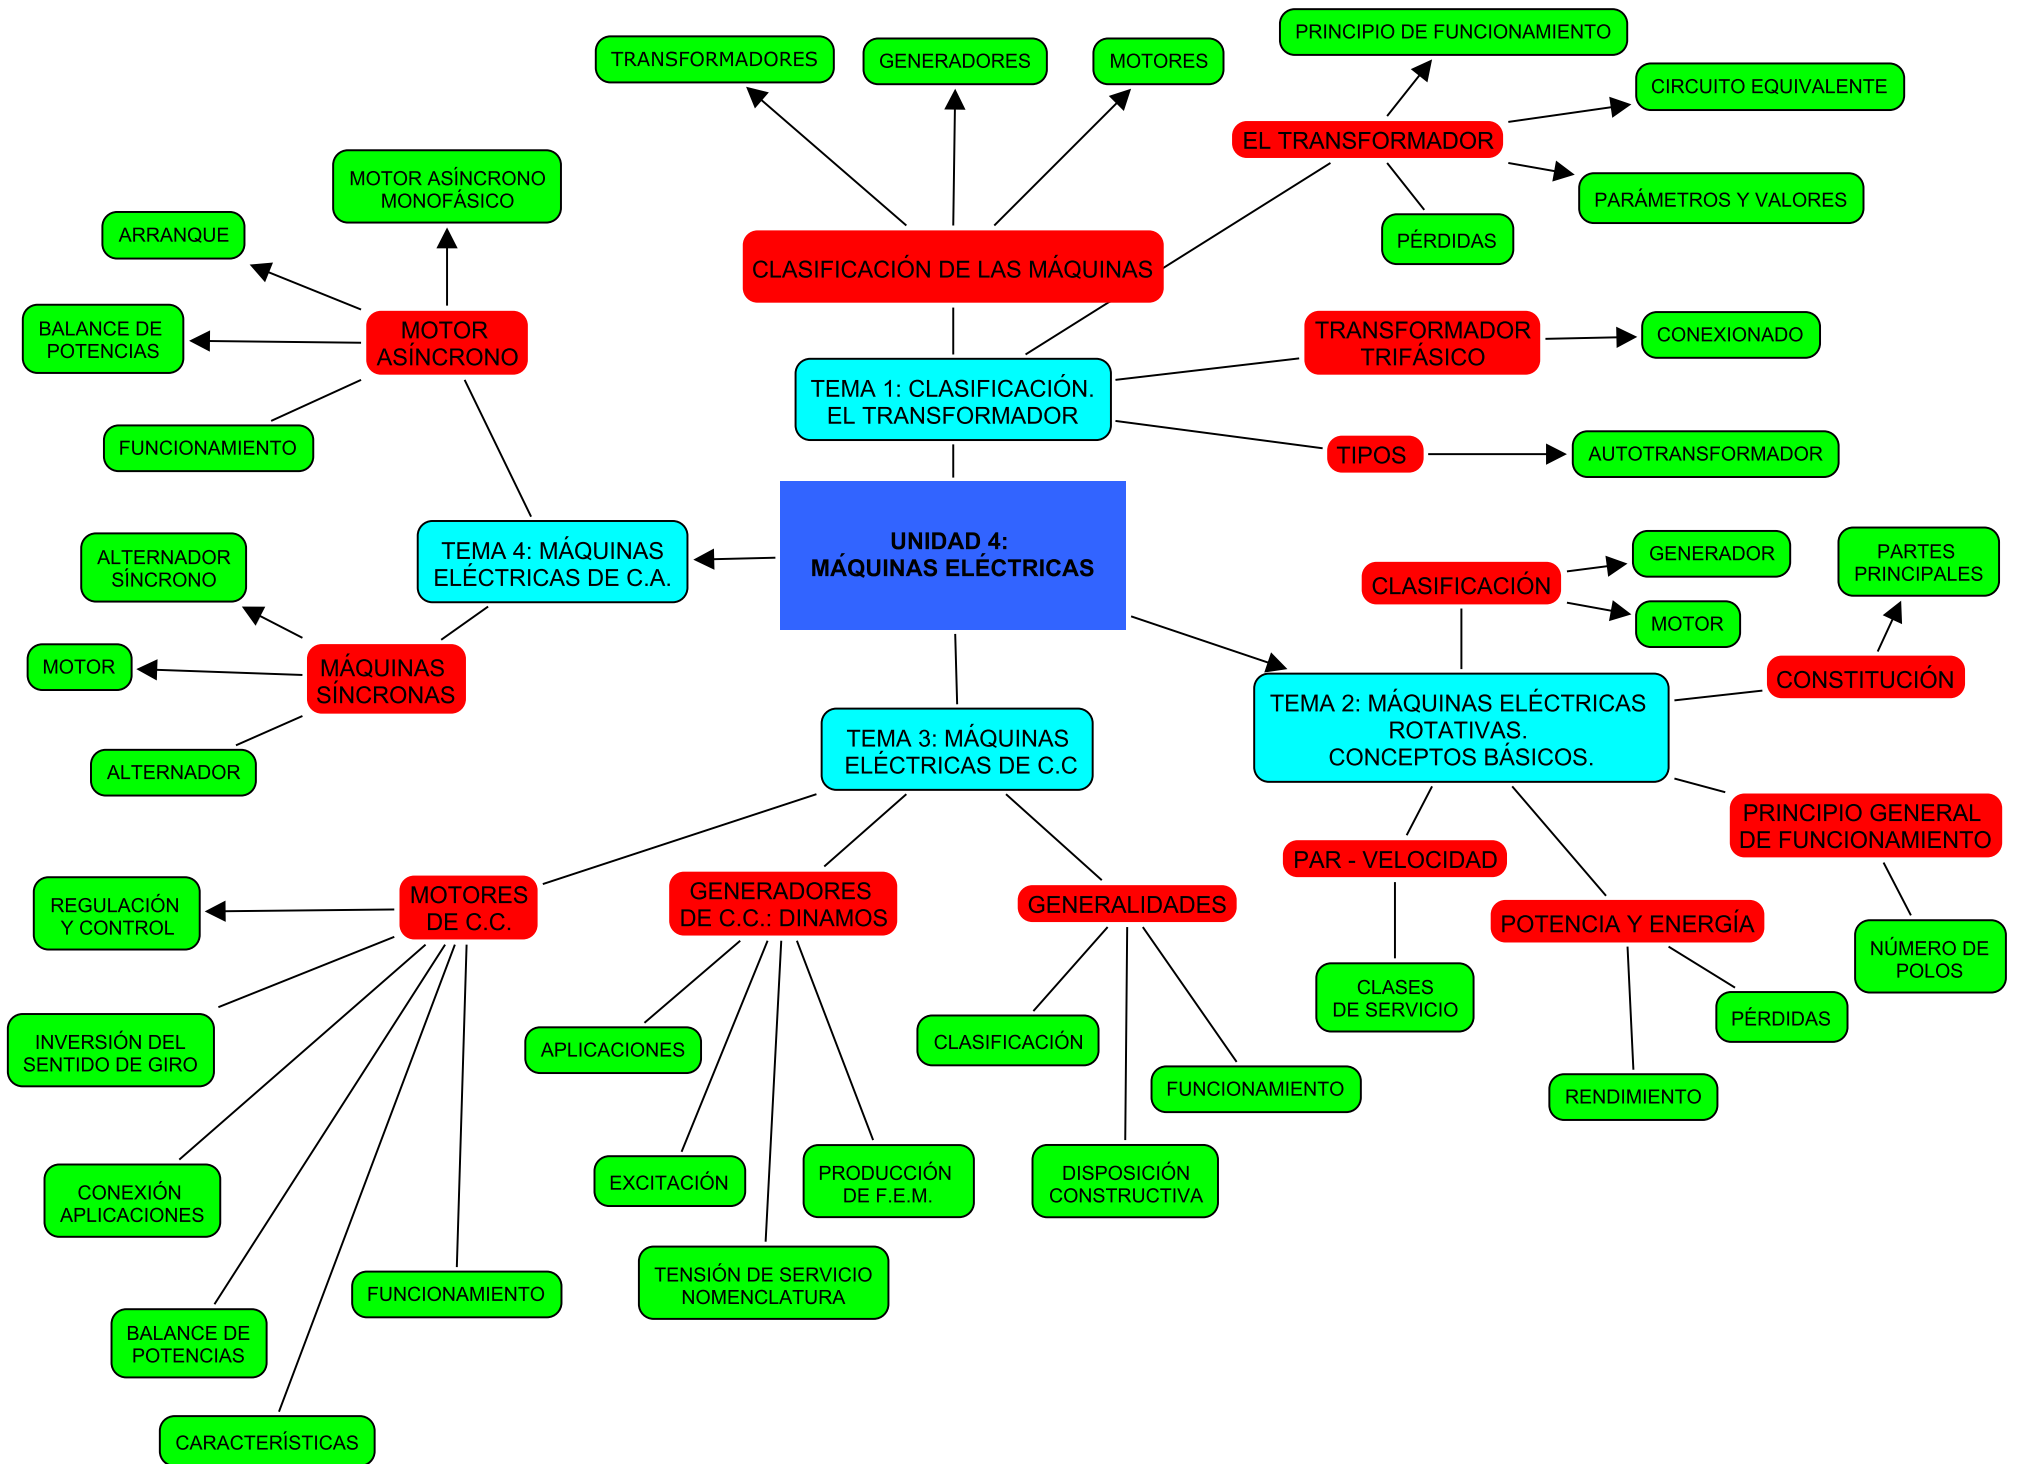 PRINCIPIO DE FUNCIONAMIENTO
TRANSFORMADORES
GENERADORES
MOTORES
CIRCUITO EQUIVALENTE
EL TRANSFORMADOR
PARÁMETROS Y VALORES
PÉRDIDAS
MOTOR ASÍNCRONO
MONOFÁSICO
ARRANQUE
CLASIFICACIÓN DE LAS MÁQUINAS
BALANCE DE
POTENCIAS
MOTOR
ASÍNCRONO
TRANSFORMADOR
TRIFÁSICO
CONEXIONADO
TEMA 1: CLASIFICACIÓN.
EL TRANSFORMADOR
FUNCIONAMIENTO
TIPOS
AUTOTRANSFORMADOR
UNIDAD 4:
MÁQUINAS ELÉCTRICAS
TEMA 4: MÁQUINAS
ELÉCTRICAS DE C.A.
ALTERNADOR
SÍNCRONO
MOTOR
MÁQUINAS
SÍNCRONAS
ALTERNADOR
CLASIFICACIÓN
GENERADOR
MOTOR
PARTES
PRINCIPALES
CONSTITUCIÓN
TEMA 2: MÁQUINAS ELÉCTRICAS
ROTATIVAS.
CONCEPTOS BÁSICOS.
TEMA 3: MÁQUINAS
ELÉCTRICAS DE C.C
PRINCIPIO GENERAL
DE FUNCIONAMIENTO
PAR - VELOCIDAD
POTENCIA Y ENERGÍA
NÚMERO DE
POLOS
CLASES
DE SERVICIO
PÉRDIDAS
RENDIMIENTO
MOTORES
DE C.C.
GENERADORES
DE C.C.: DINAMOS
GENERALIDADES
REGULACIÓN
Y CONTROL
INVERSIÓN DEL
SENTIDO DE GIRO
APLICACIONES
CLASIFICACIÓN
FUNCIONAMIENTO
CONEXIÓN
APLICACIONES
EXCITACIÓN
PRODUCCIÓN
DE F.E.M.
DISPOSICIÓN
CONSTRUCTIVA
TENSIÓN DE SERVICIO
NOMENCLATURA
FUNCIONAMIENTO
BALANCE DE
POTENCIAS
CARACTERÍSTICAS